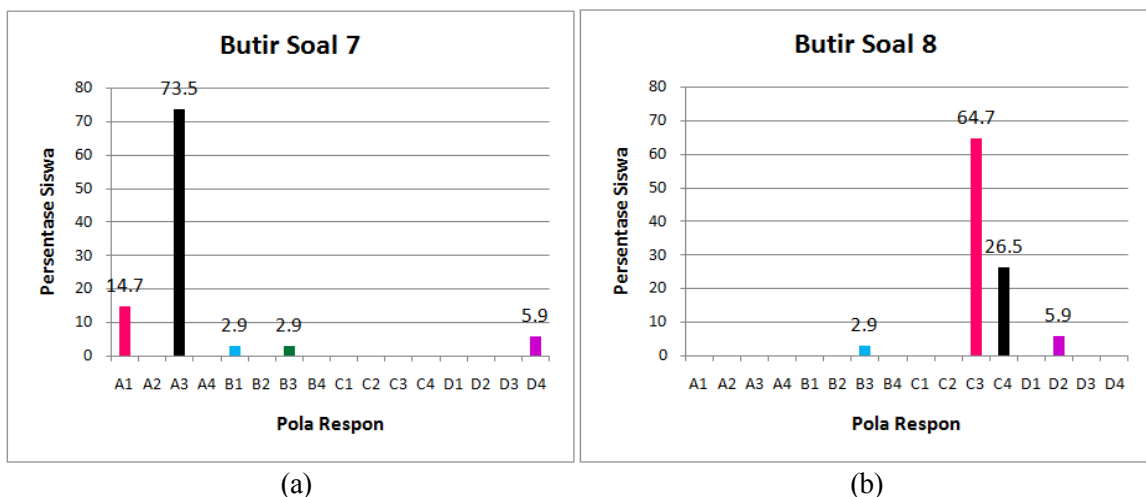 Butir Soal 7
Persentase Siswa
80
70
60
50
40
30
20
10
0
73.5
14.7
2.9
2.9
5.9
A1 A2 A3 A4 B1 B2 B3 B4 C1 C2 C3 C4 D1 D2 D3 D4
Pola Respon
(a)
Butir Soal 8
Persentase Siswa
80
70
60
50
40
30
20
10
0
64.7
26.5
2.9
5.9
A1 A2 A3 A4 B1 B2 B3 B4 C1 C2 C3 C4 D1 D2 D3 D4
Pola Respon
(b)